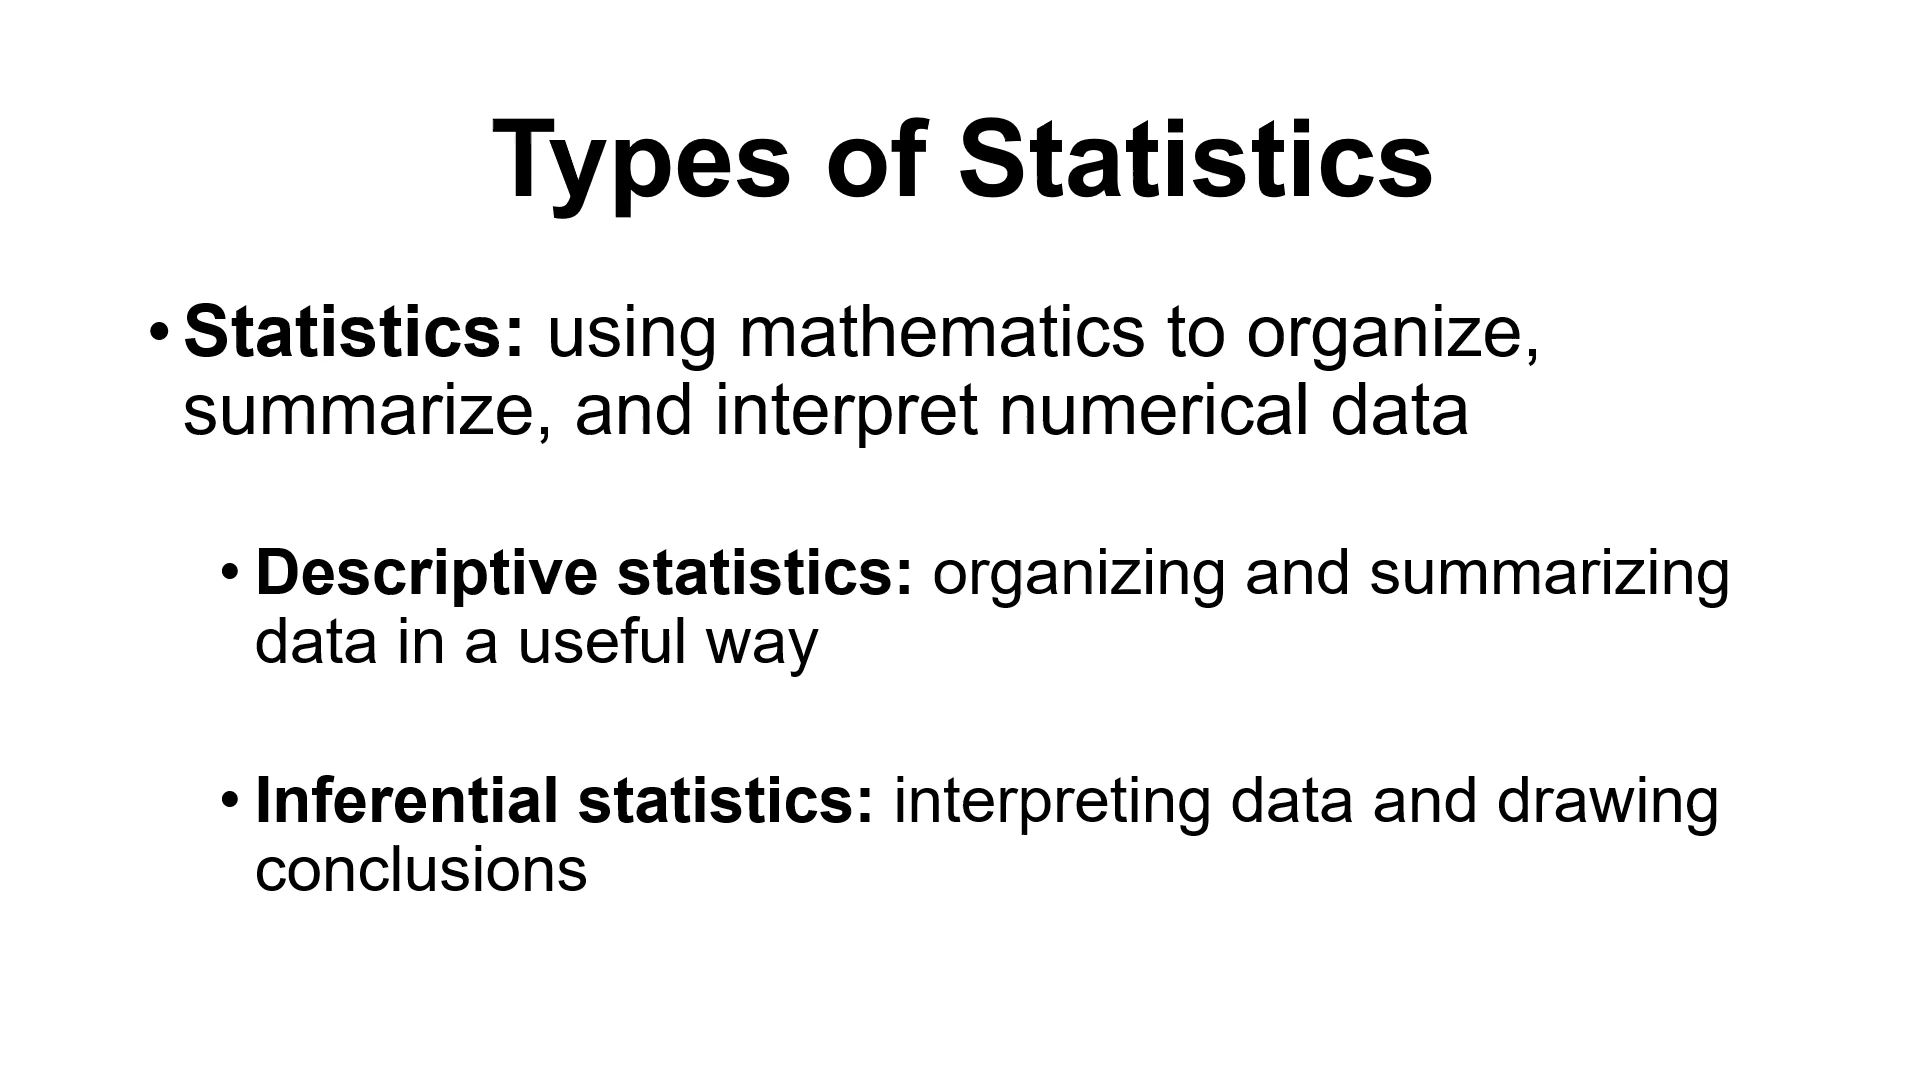 Types of Statistics
• Statistics: using mathematics to organize,
summarize, and interpret numerical data
• Descriptive statistics: organizing and summarizing
data in a useful way
• Inferential statistics: interpreting data and drawing
conclusions